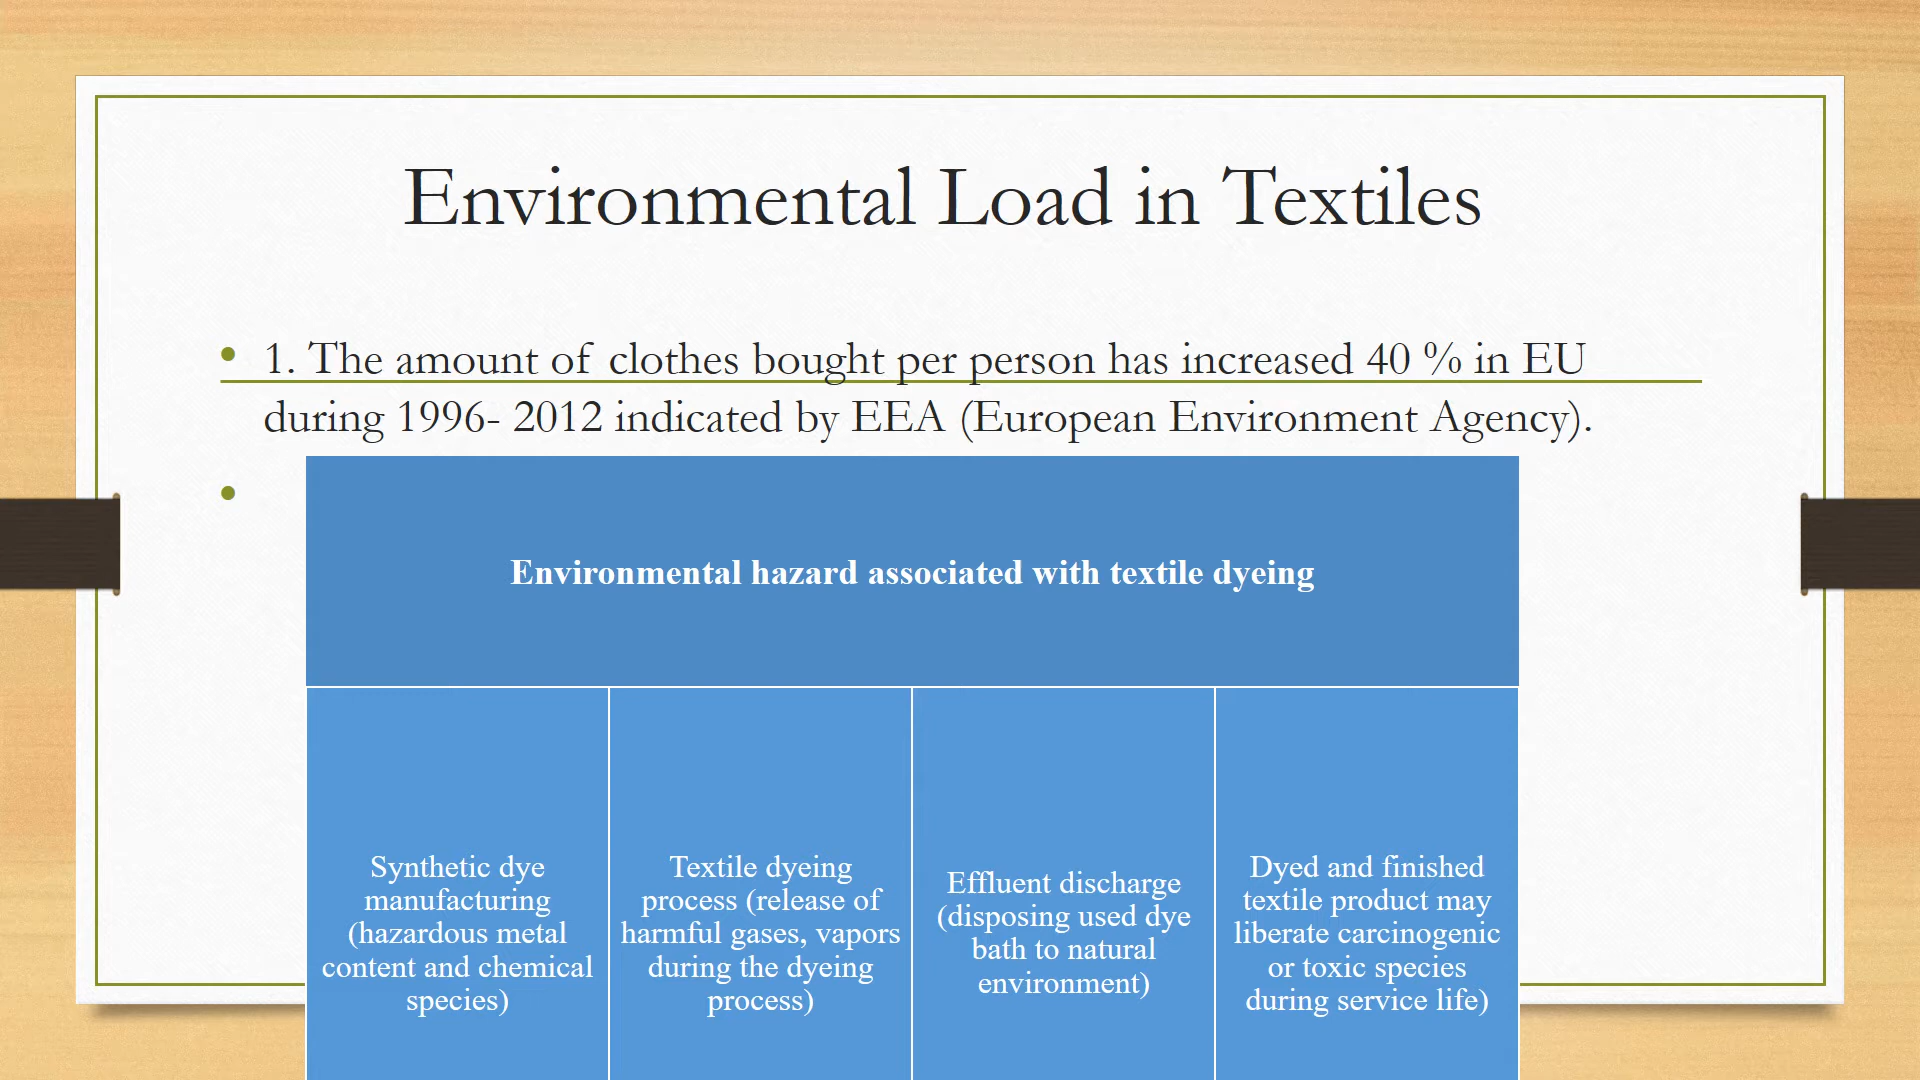 Environmental Load in Textiles
1. The amount of clothes bought per person has increased 40 % in EU
during 1996- 2012 indicated by EEA (European Environment Agency).
Environmental hazard associated with textile dyeing
Synthetic dye
manufacturing
(hazardous metal
content and chemical
species)
Textile dyeing
process (release of
harmful gases, vapors
during the dyeing
process)
Effluent discharge
(disposing used dye
bath to natural
environment)
Dyed and finished
textile product may
liberate carcinogenic
or toxic species
during service life)